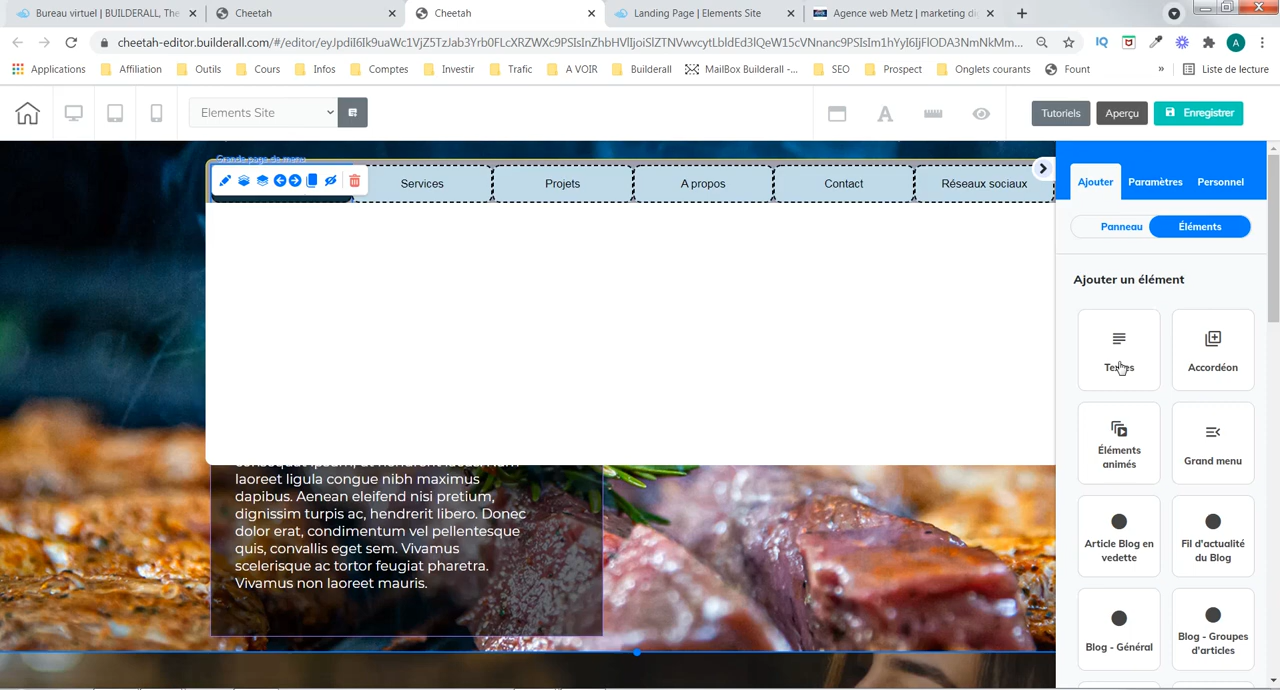 Bureau virtuel | BUILDERALL, The
Cheetah
Cheetah
Landing Page | Elements Site
Agence web Metz | marketing di
cheetah-editor.builderall.com/#/editor/
Applications
Affiliation
Outils
Cours
Infos
Comptes
Investir
Trafic
A VOIR
Builderall
MailBox Builderall -...
SEO
Prospect
Onglets courants
Fount
»
Liste de lecture
Elements Site
Tutoriels
Aperçu
Enregistrer
Grande page de menu
Services
Projets
A propos
Contact
Réseaux sociaux
Ajouter
Paramètres
Personnel
Panneau
Éléments
Ajouter un élément
Textes
Accordéon
Éléments
animés
Grand menu
Article Blog en
vedette
Fil d'actualité
du Blog
Blog - Général
Blog - Groupes
d'articles
laoreet ligula congue nibh maximus
dapibus. Aenean eleifend nisi pretium,
dignissim turpis ac, hendrerit libero. Donec
dolor erat, condimentum vel pellentesque
quis, convallis eget sem. Vivamus
scelerisque ac tortor feugiat pharetra.
Vivamus non laoreet mauris.